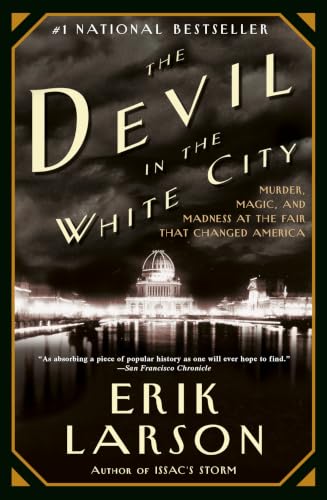 #1 NATIONAL BESTSELLER
THE
DEVIL
IN THE
WHITE CITY
MURDER,
MAGIC, AND
MADNESS AT THE FAIR
THAT CHANGED AMERICA
"As absorbing a piece of popular history as one will ever hope to find."
—San Francisco Chronicle
ERIK
LARSON
AUTHOR OF ISSAC'S STORM